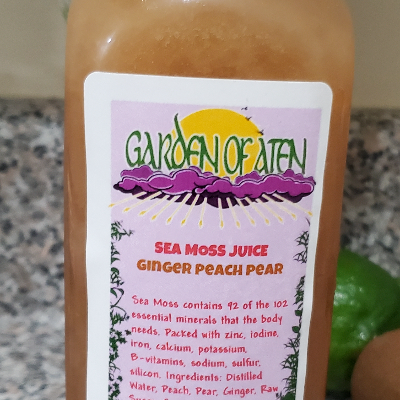 GARDEN OF ATEN
SEA MOSS JUICE
GINGER PEACH PEAR
Sea Moss contains 92 of the 102
essential minerals that the body
needs. Packed with zinc, iodine,
iron, calcium, potassium,
B-vitamins, sodium, sulfur,
silicon. Ingredients: Distilled
Water, Peach, Pear, Ginger, Raw